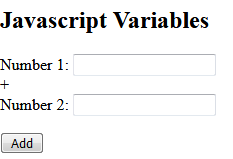 Javascript Variables
Number 1:
+
Number 2:
Add